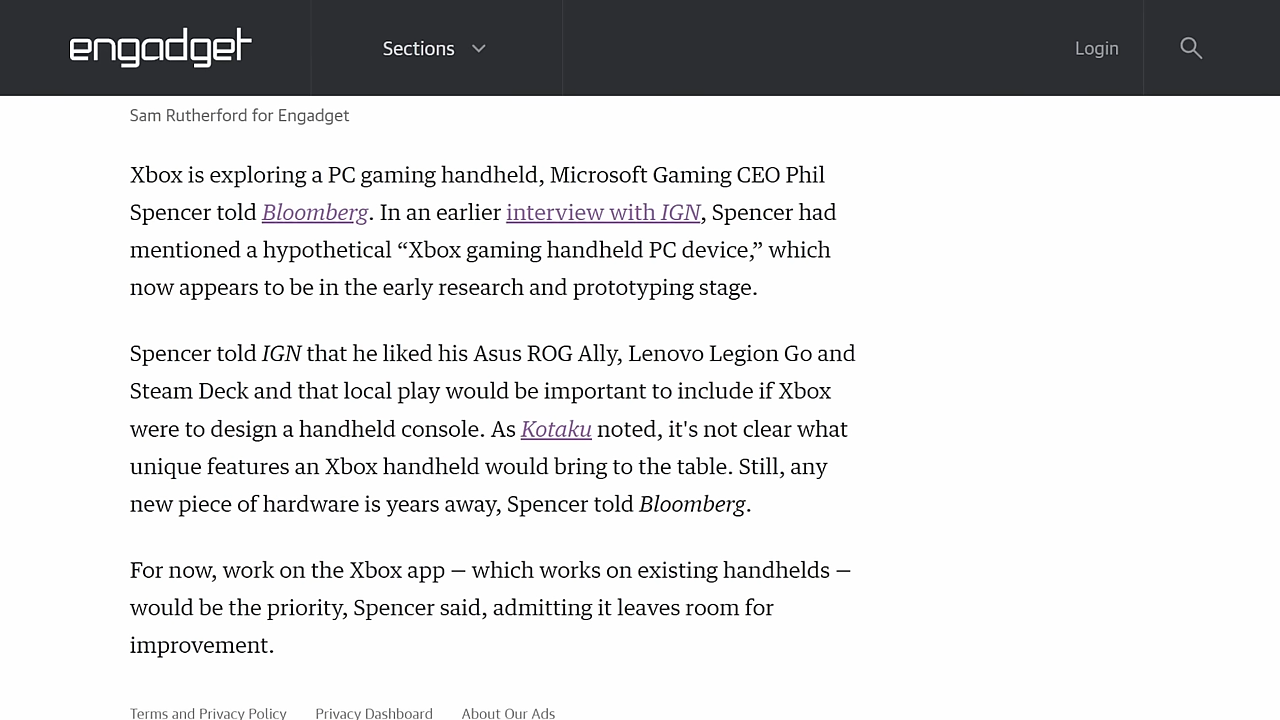 engadget
Sections
Login
Sam Rutherford for Engadget
Xbox is exploring a PC gaming handheld, Microsoft Gaming CEO Phil
Spencer told Bloomberg. In an earlier interview with IGN, Spencer had
mentioned a hypothetical “Xbox gaming handheld PC device,” which
now appears to be in the early research and prototyping stage.
Spencer told IGN that he liked his Asus ROG Ally, Lenovo Legion Go and
Steam Deck and that local play would be important to include if Xbox
were to design a handheld console. As Kotaku noted, it's not clear what
unique features an Xbox handheld would bring to the table. Still, any
new piece of hardware is years away, Spencer told Bloomberg.
For now, work on the Xbox app — which works on existing handhelds —
would be the priority, Spencer said, admitting it leaves room for
improvement.
Terms and Privacy Policy
Privacy Dashboard
About Our Ads